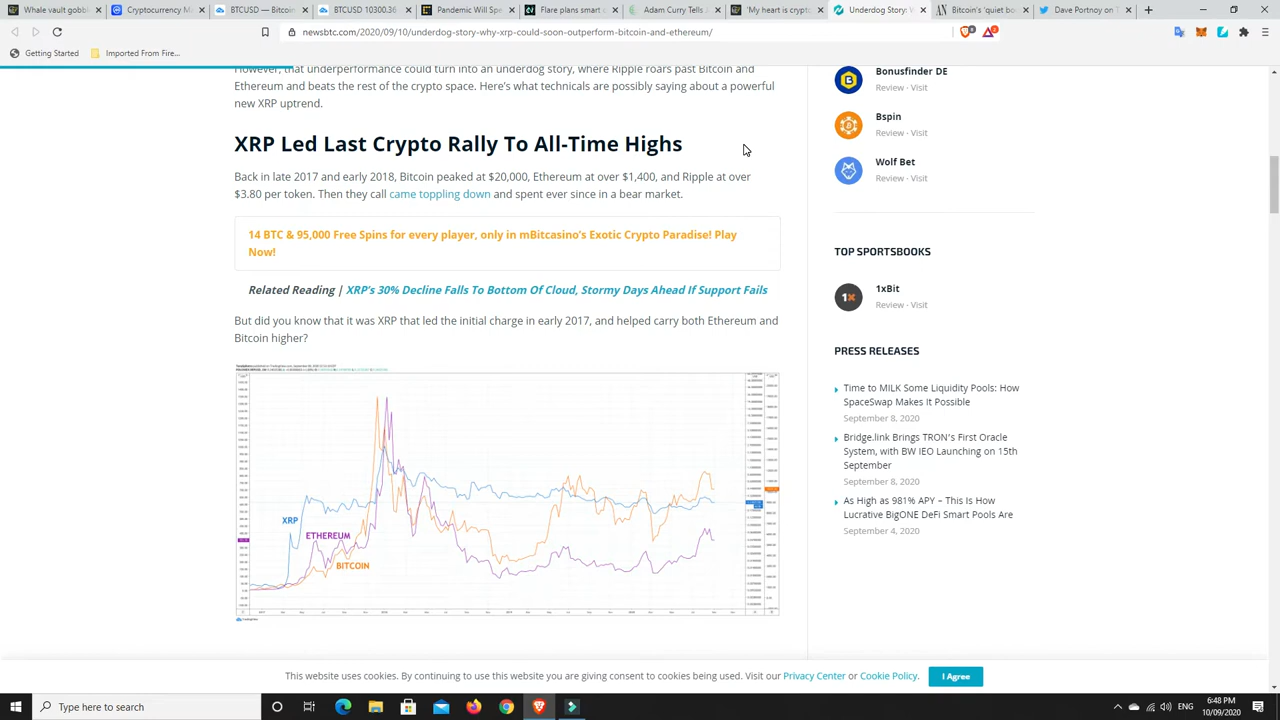 Whale vault gobbl
Cryptocurrency M
BTCUSD — Bitcoin
BTCUSD 10300.36
Pandemic Will Spe
Flare plans smart c
Adam Curry Tells J
'My heart is crypt
Underdog Story: W
Bitcoin's 'quiet bo
Dave Portnoy on T
newsbtc.com/2020/09/10/underdog-story-why-xrp-could-soon-outperform-bitcoin-and-ethereum/
Getting Started
Imported From Fire...
However, that underperformance could turn into an underdog story, where Ripple roars past Bitcoin and
Ethereum and beats the rest of the crypto space. Here's what technicals are possibly saying about a powerful
new XRP uptrend.
XRP Led Last Crypto Rally To All-Time Highs
Back in late 2017 and early 2018, Bitcoin peaked at $20,000, Ethereum at over $1,400, and Ripple at over
$3.80 per token. Then they call came toppling down and spent ever since in a bear market.
14 BTC & 95,000 Free Spins for every player, only in mBitcasino's Exotic Crypto Paradise! Play
Now!
Related Reading | XRP's 30% Decline Falls To Bottom Of Cloud, Stormy Days Ahead If Support Fails
But did you know that it was XRP that led the initial charge in early 2017, and helped carry both Ethereum and
Bitcoin higher?
XRP
ETHEREUM
BITCOIN
Bonusfinder DE
Review - Visit
Bspin
Review - Visit
Wolf Bet
Review - Visit
TOP SPORTSBOOKS
1xBit
Review - Visit
PRESS RELEASES
Time to MILK Some Liquidity Pools: How
SpaceSwap Makes It Possible
September 8, 2020
Bridge.link Brings TRON's First Oracle
System, with BW IEO Launching on 15th
September
September 8, 2020
As High as 981% APY – This Is How
Lucrative BigONE DeFi Smart Pools Are
September 4, 2020
This website uses cookies. By continuing to use this website you are giving consent to cookies being used. Visit our Privacy Center or Cookie Policy.
I Agree
Type here to search
ENG
6:48 PM
10/09/2020